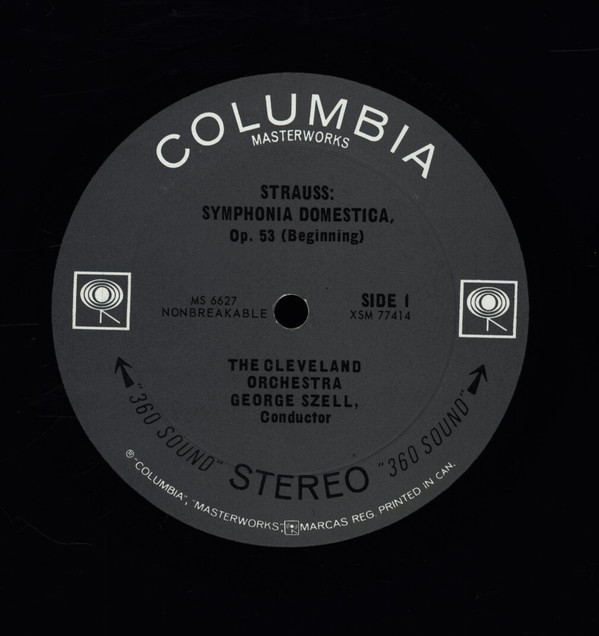 COLUMBIA
MASTERWORKS
STRAUSS:
SYMPHONIA DOMESTICA,
Op. 53 (Beginning)
MS 6627
NONBREAKABLE
SIDE 1
XSM 77414
THE CLEVELAND
ORCHESTRA
GEORGE SZELL,
Conductor
"360 SOUND" STEREO "360 SOUND"
® "COLUMBIA", "MASTERWORKS", MARCAS REG. PRINTED IN CAN.